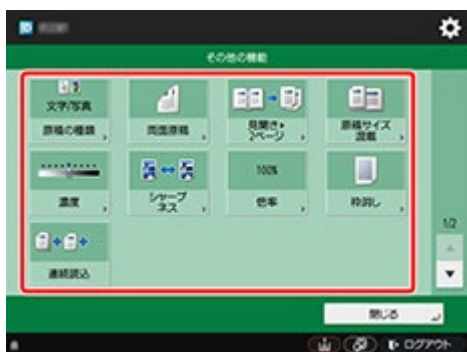 その他の機能
文字/写真
原稿の種類
両面原稿
見開き▸
2ページ
原稿サイズ
混載
濃度
シャープ
ネス
100%
倍率
枠消し
1/2
連続読込
閉じる
ログアウト